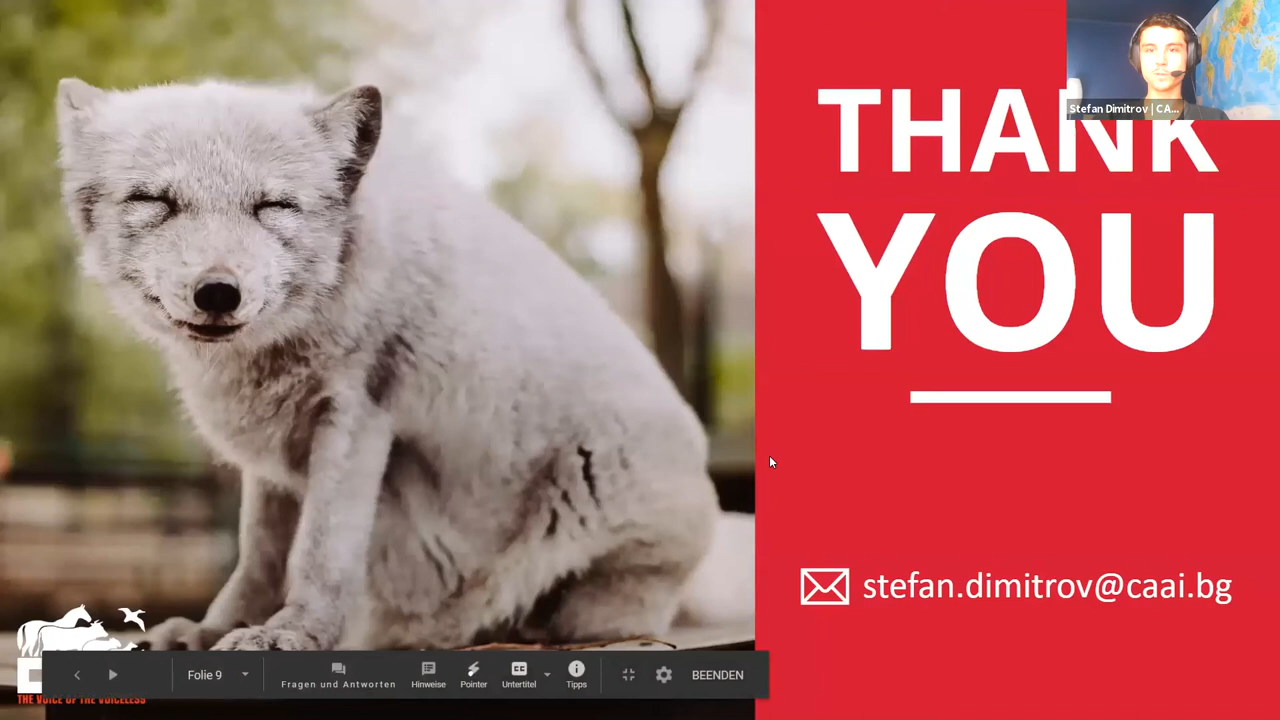 THANK
YOU
Stefan Dimitrov | CA...
stefan.dimitrov@caai.bg
THE VOICE OF THE VOICELESS
Folie 9
Fragen und Antworten
Hinweise
Pointer
CC
Untertitel
Tipps
BEENDEN